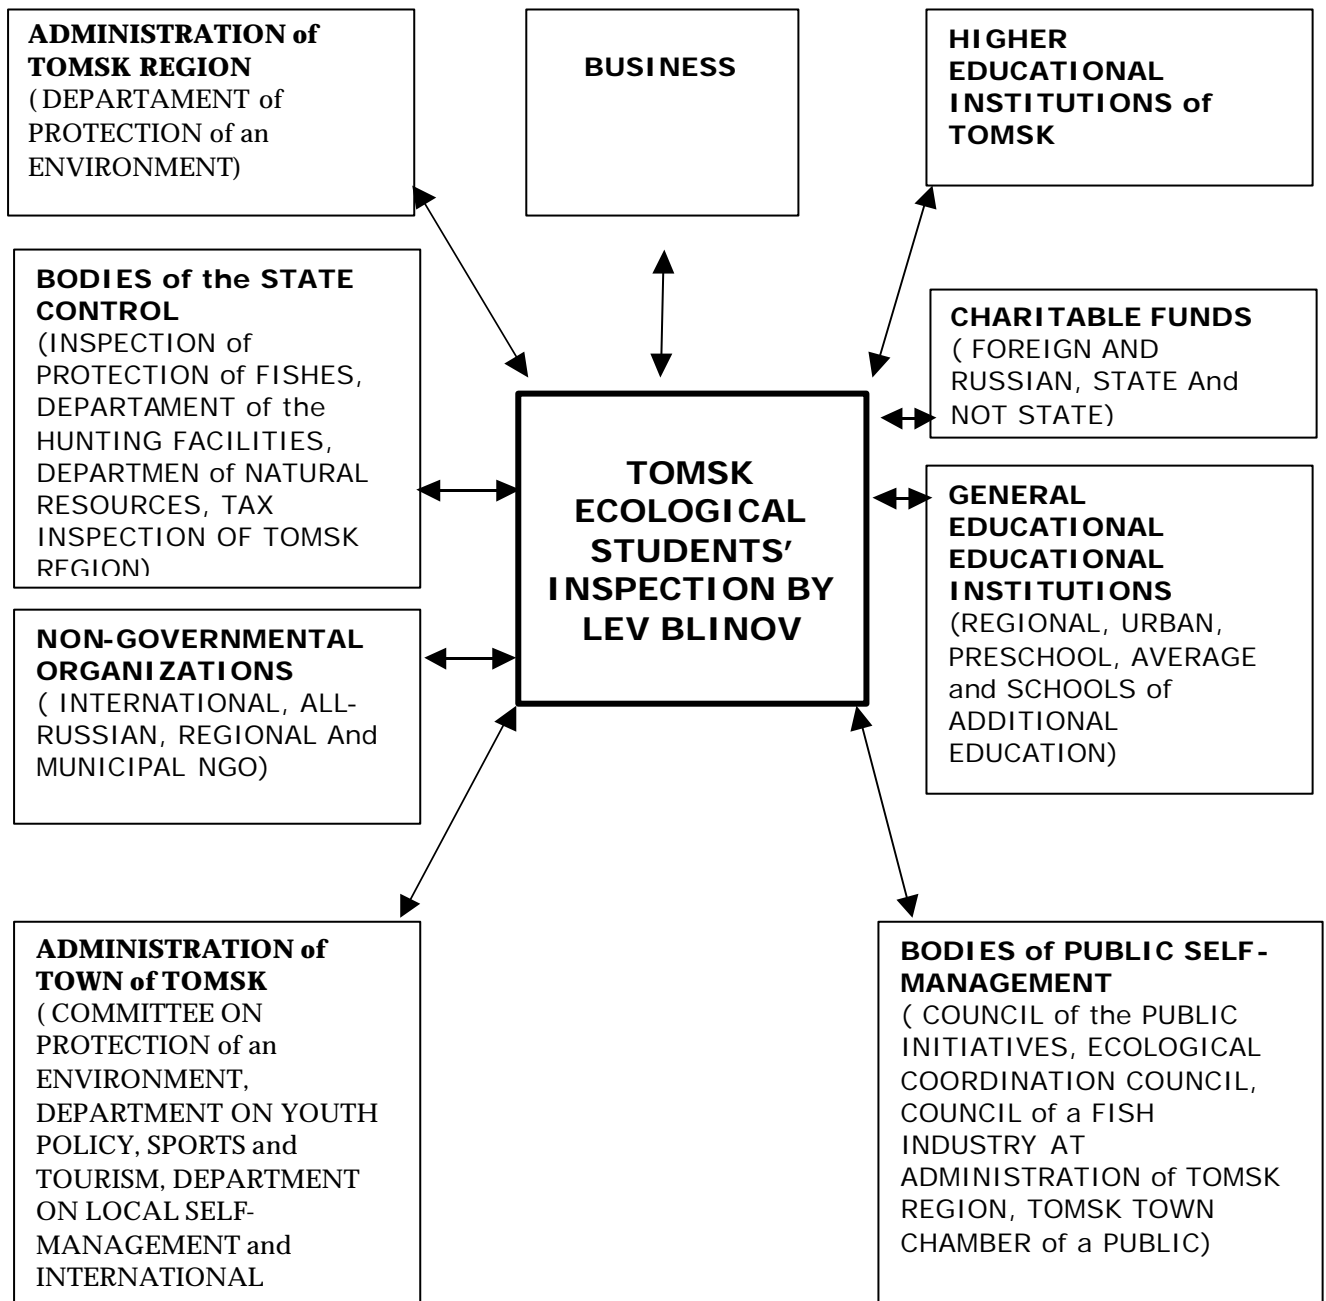 ADMINISTRATION of
TOMSK REGION
( DEPARTAMENT of
PROTECTION of an
ENVIRONMENT)
BUSINESS
HIGHER
EDUCATIONAL
INSTITUTIONS of
TOMSK
BODIES of the STATE
CONTROL
(INSPECTION of
PROTECTION of FISHES,
DEPARTAMENT of the
HUNTING FACILITIES,
DEPARTMEN of NATURAL
RESOURCES, TAX
INSPECTION OF TOMSK
REGION)
CHARITABLE FUNDS
( FOREIGN AND
RUSSIAN, STATE And
NOT STATE)
TOMSK
ECOLOGICAL
STUDENTS’
INSPECTION BY
LEV BLINOV
GENERAL
EDUCATIONAL
EDUCATIONAL
INSTITUTIONS
(REGIONAL, URBAN,
PRESCHOOL, AVERAGE
and SCHOOLS of
ADDITIONAL
EDUCATION)
NON-GOVERNMENTAL
ORGANIZATIONS
( INTERNATIONAL, ALL-
RUSSIAN, REGIONAL And
MUNICIPAL NGO)
ADMINISTRATION of
TOWN of TOMSK
( COMMITTEE ON
PROTECTION of an
ENVIRONMENT,
DEPARTMENT ON YOUTH
POLICY, SPORTS and
TOURISM, DEPARTMENT
ON LOCAL SELF-
MANAGEMENT and
INTERNATIONAL
BODIES of PUBLIC SELF-
MANAGEMENT
( COUNCIL of the PUBLIC
INITIATIVES, ECOLOGICAL
COORDINATION COUNCIL,
COUNCIL of a FISH
INDUSTRY AT
ADMINISTRATION of TOMSK
REGION, TOMSK TOWN
CHAMBER of a PUBLIC)